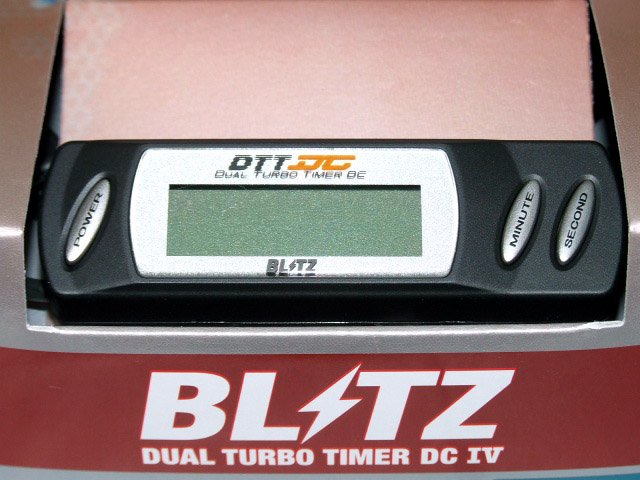 DTT DC
DUAL TURBO TIMER DC
POWER
MINUTE
SECOND
BLITZ
BLITZ
DUAL TURBO TIMER DC IV